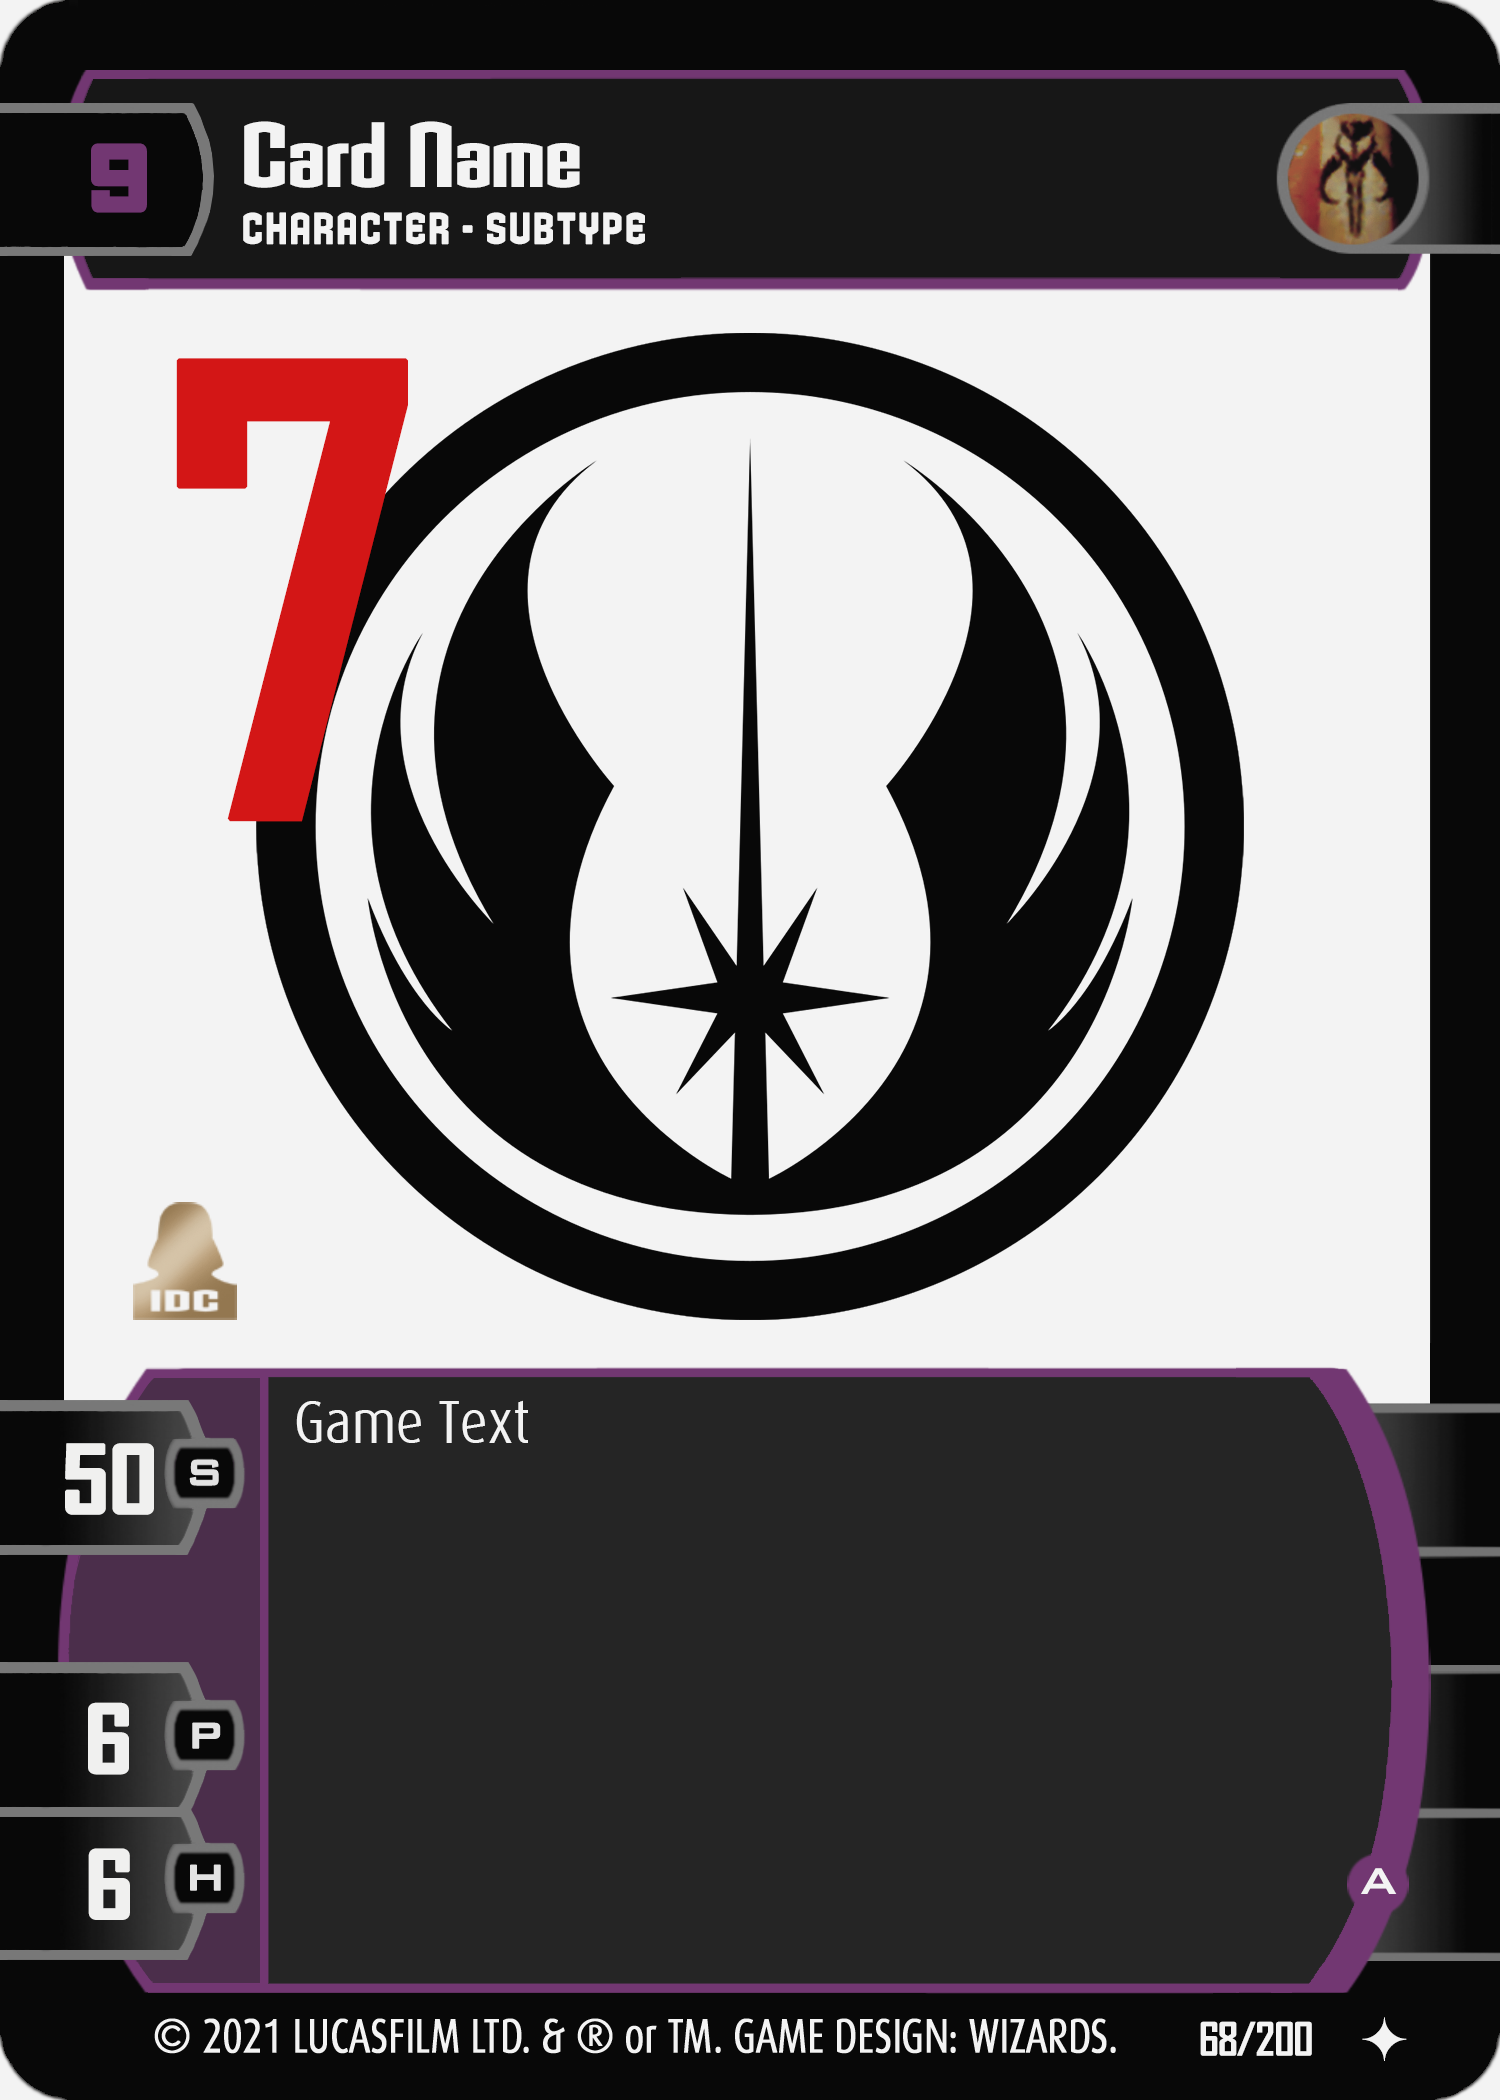 9
Card Name
CHARACTER - SUBTYPE
7
IDC
50 S
Game Text
6 P
6 H
A
© 2021 LUCASFILM LTD. & ® or TM. GAME DESIGN: WIZARDS.
68/200